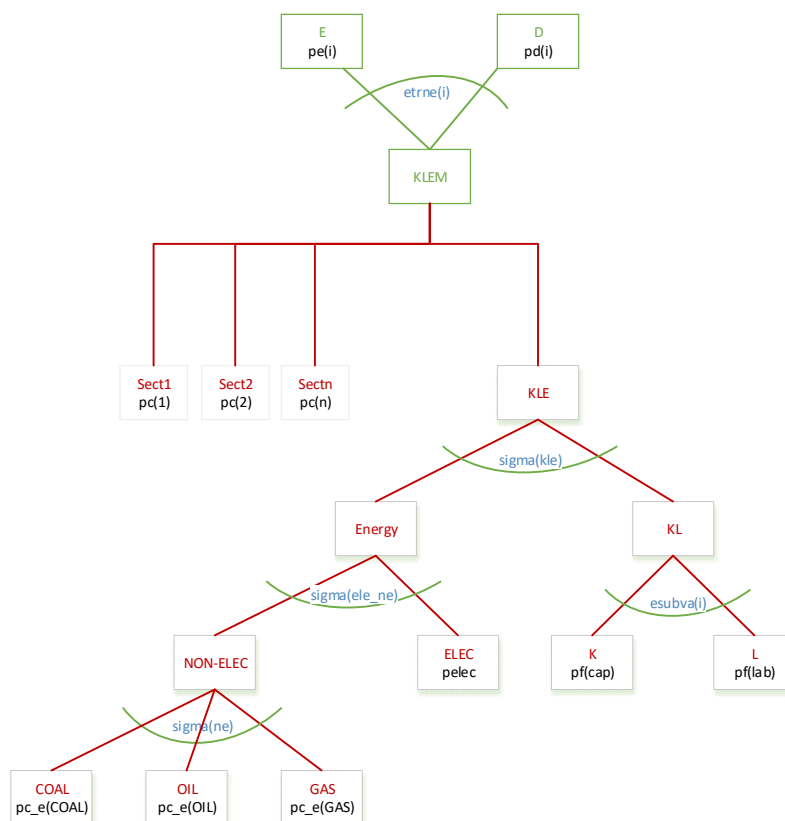 E
pe(i)
D
pd(i)
etrne(i)
KLEM
Sect1
pc(1)
Sect2
pc(2)
Sectn
pc(n)
KLE
sigma(kle)
Energy
KL
sigma(ele_ne)
esubva(i)
NON-ELEC
ELEC
pelec
K
pf(cap)
L
pf(lab)
sigma(ne)
COAL
pc_e(COAL)
OIL
pc_e(OIL)
GAS
pc_e(GAS)